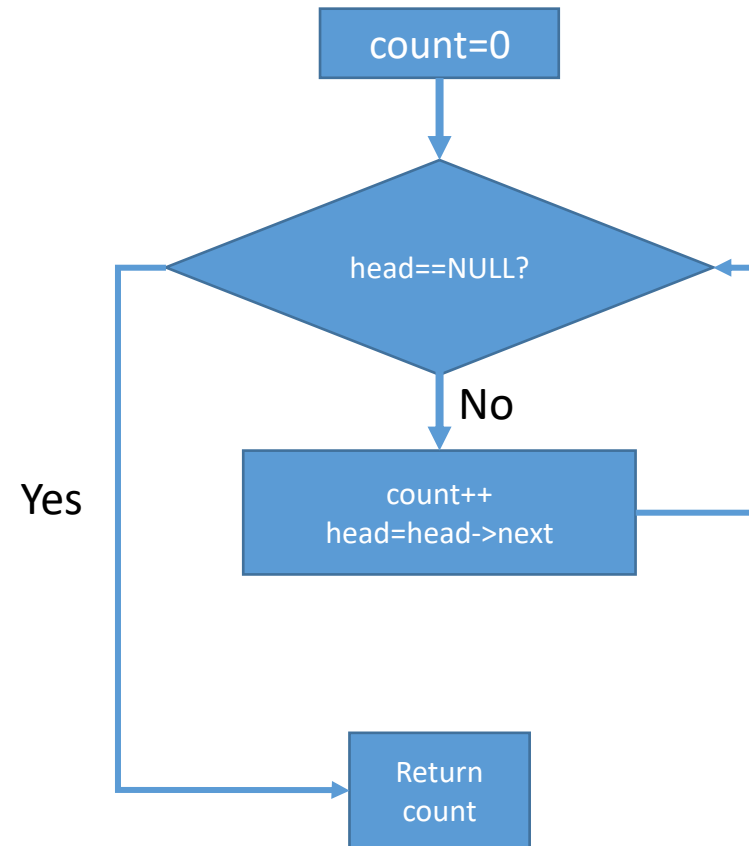 count=0
head==NULL?
No
Yes
count++
head=head->next
Return
count